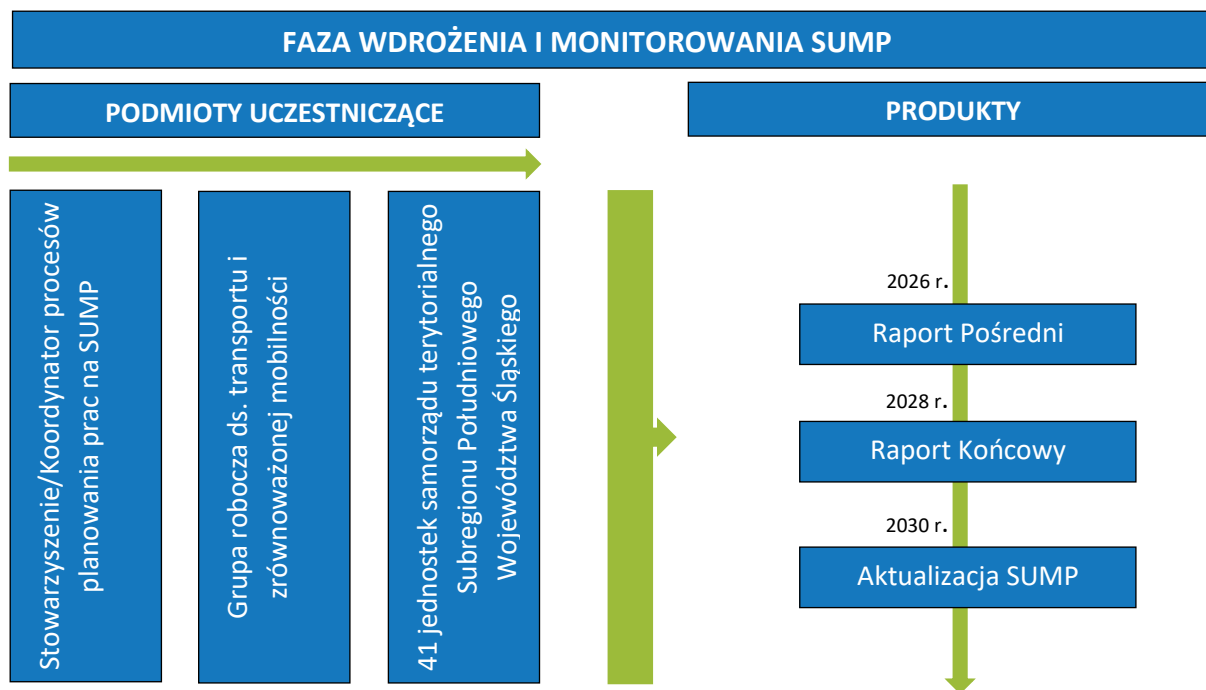 FAZA WDROŻENIA I MONITOROWANIA SUMP
PODMIOTY UCZESTNICZĄCE
PRODUKTY
Stowarzyszenie/Koordynator procesów
planowania prac na SUMP
Grupa robocza ds. transportu i
zrównoważonej mobilności
41 jednostek samorządu terytorialnego
Subregionu Południowego
Województwa Śląskiego
2026 r.
Raport Pośredni
2028 r.
Raport Końcowy
2030 r.
Aktualizacja SUMP